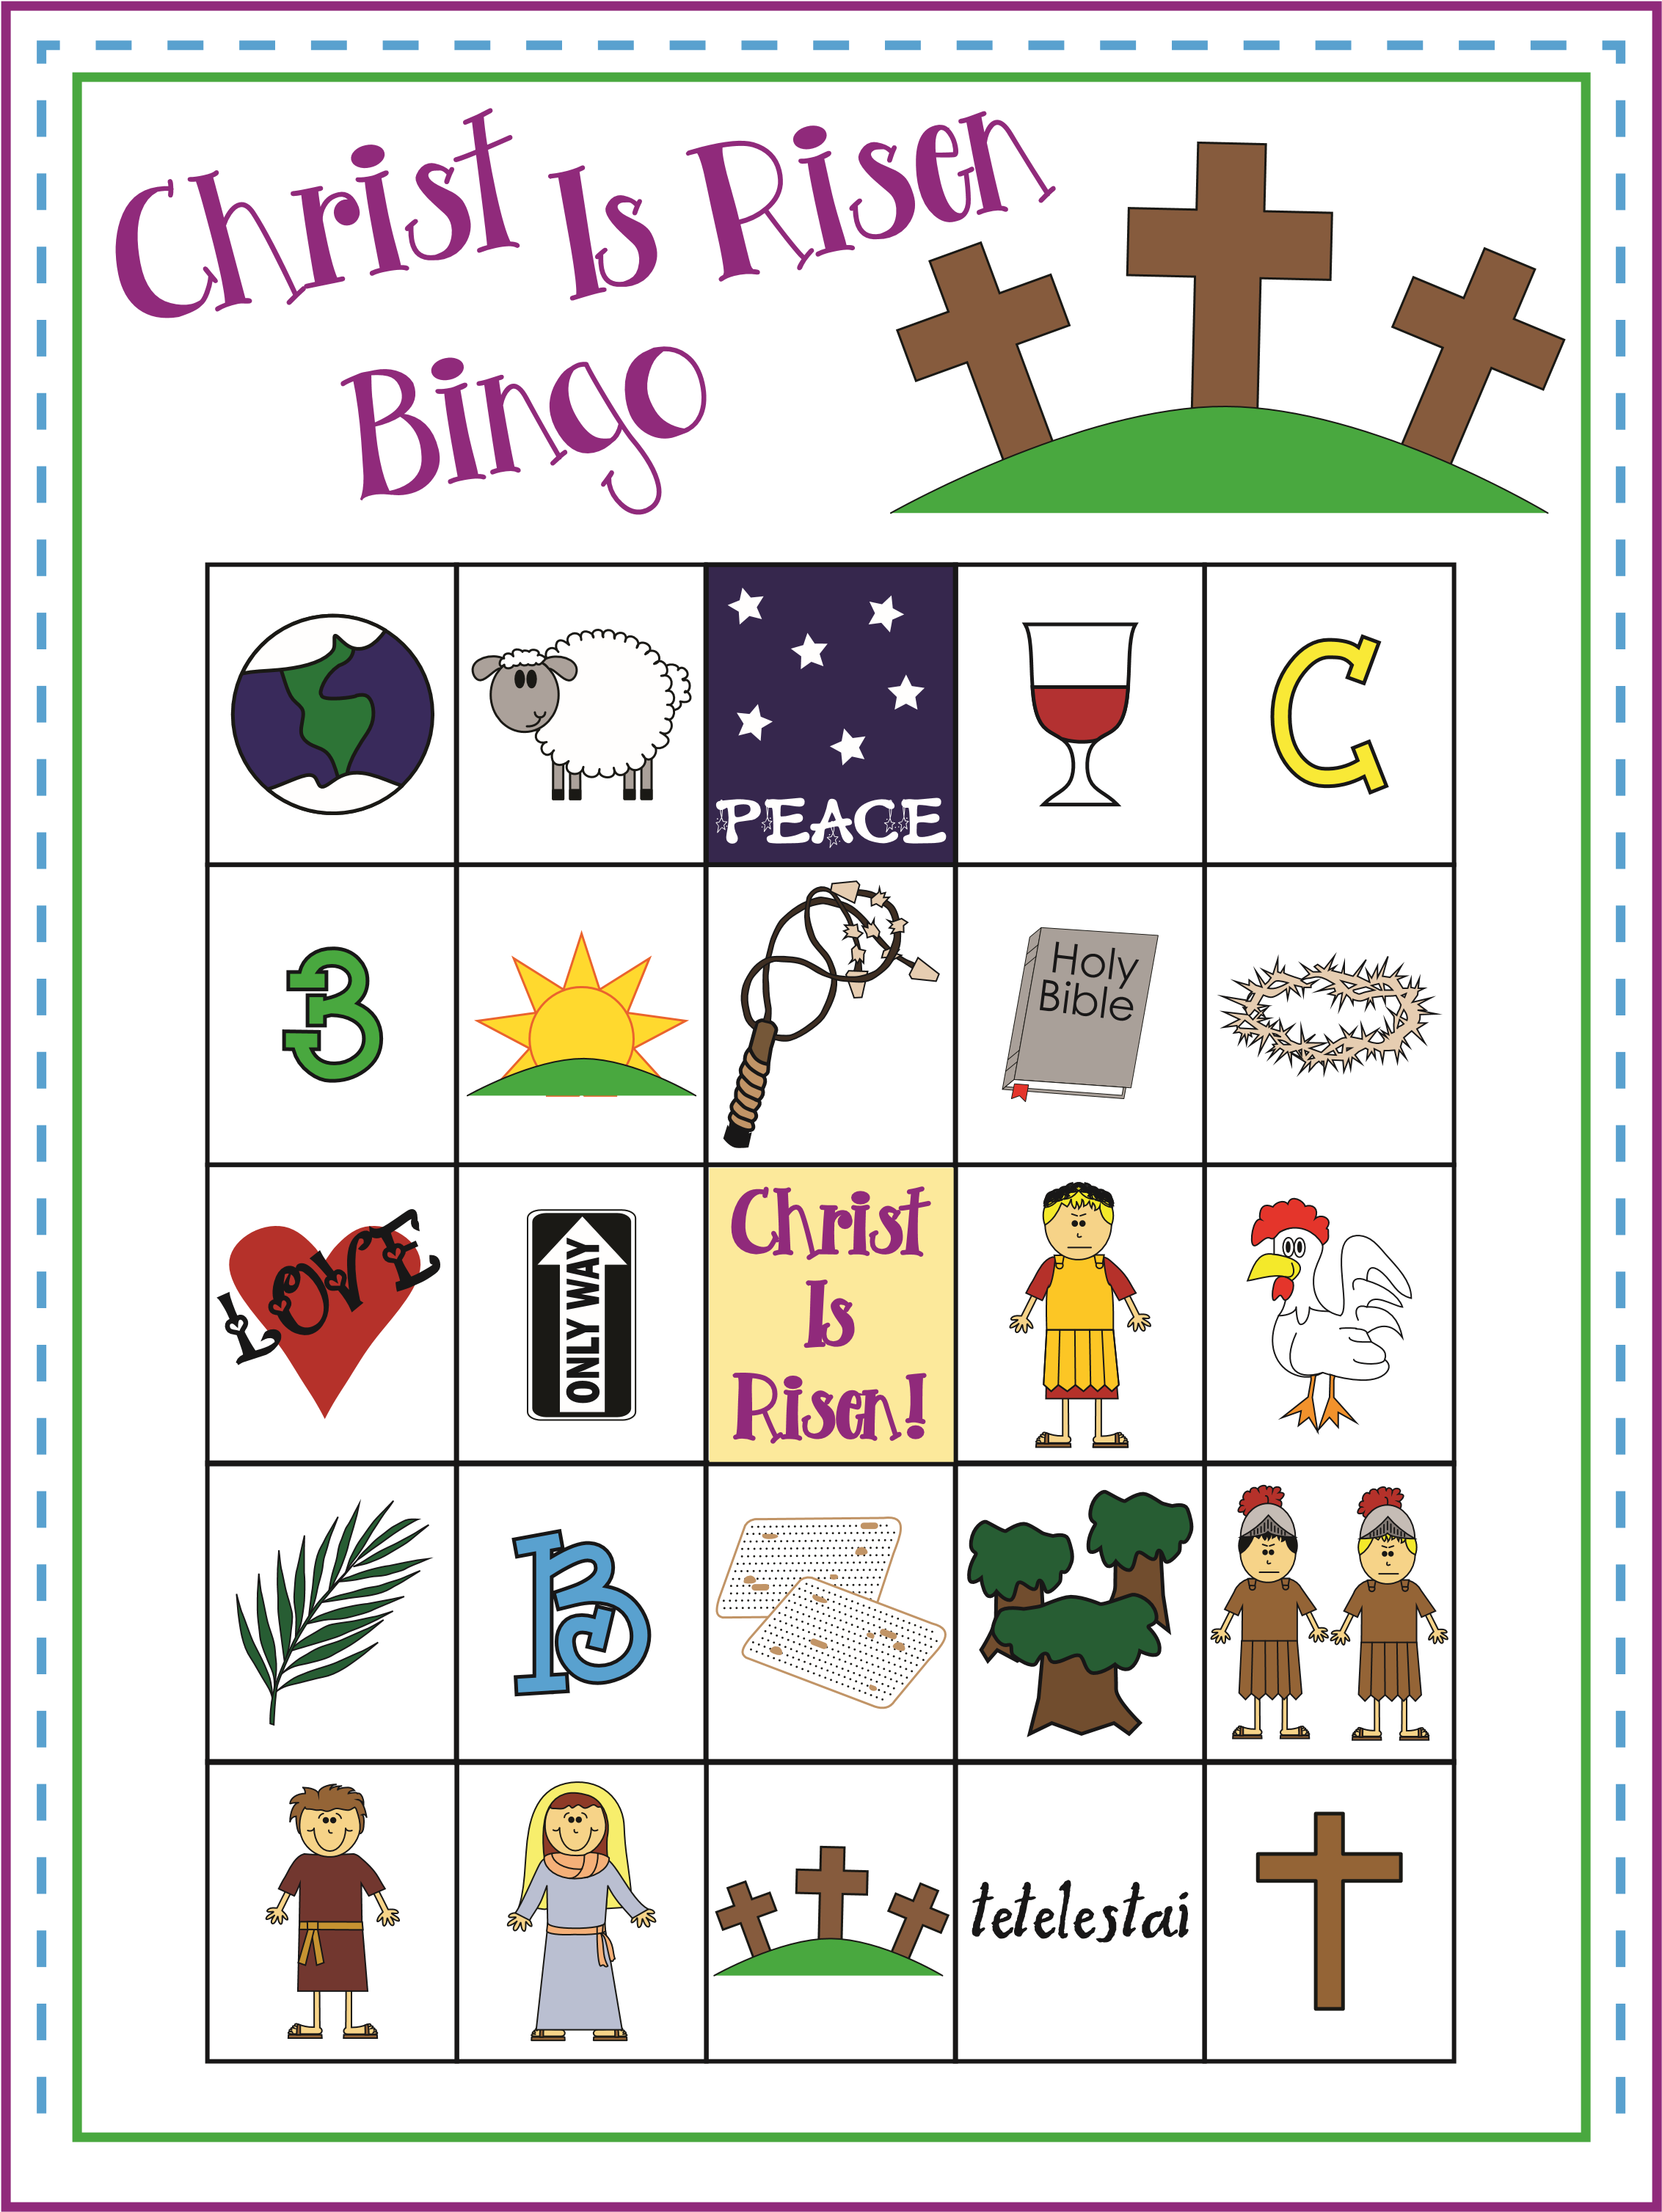 Christ Is Risen
Bingo
PEACE
C
3
Holy
Bible
LOVE
ONLY WAY
Christ
Is
Risen!
B
tetelestai